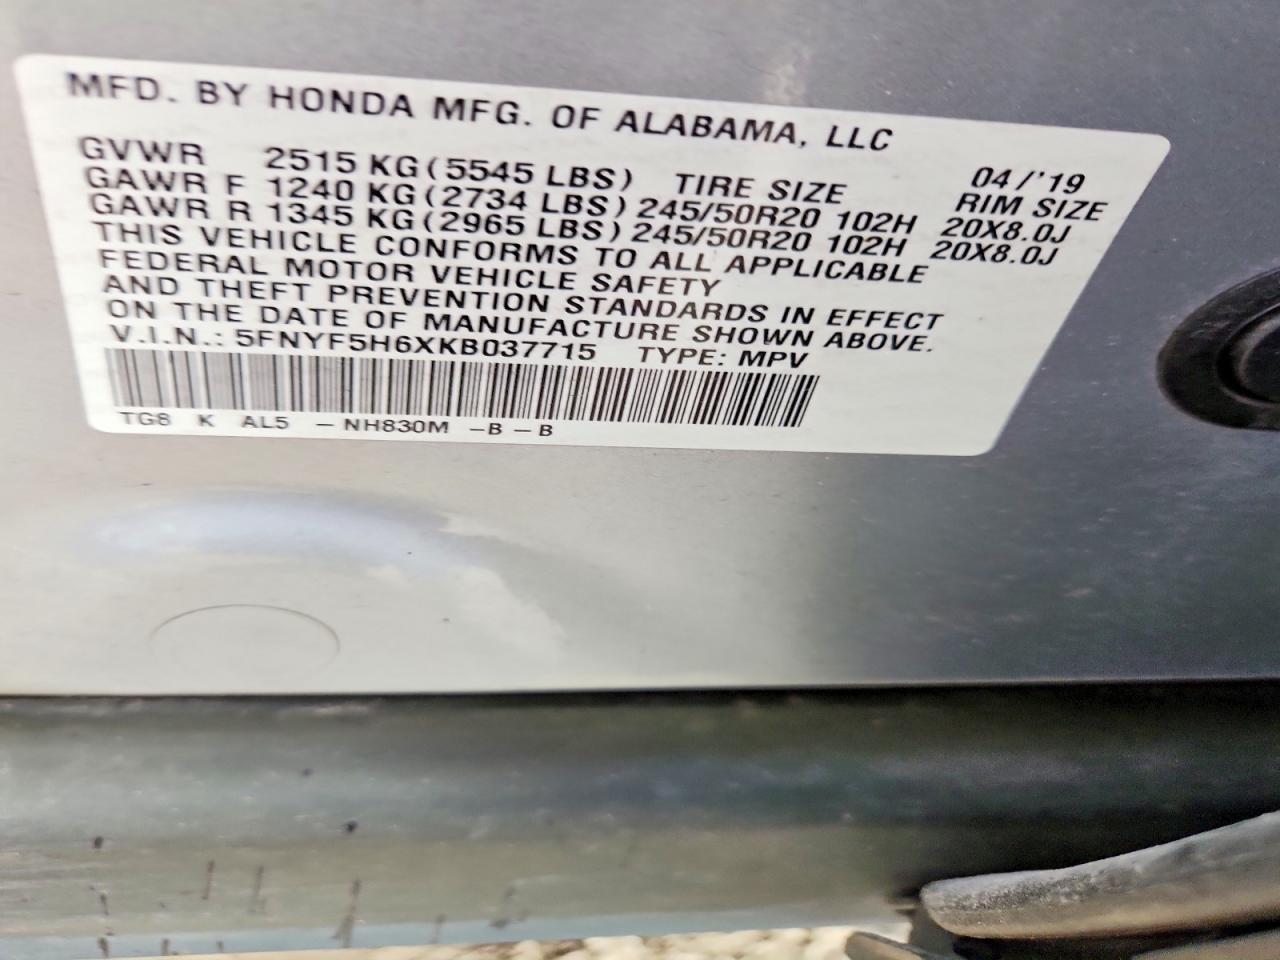 MFD. BY HONDA MFG. OF ALABAMA, LLC
04/'19
GVWR 2515 KG (5545 LBS) TIRE SIZE RIM SIZE
GAWR F 1240 KG (2734 LBS) 245/50R20 102H 20X8.0J
GAWR R 1345 KG (2965 LBS) 245/50R20 102H 20X8.0J
THIS VEHICLE CONFORMS TO ALL APPLICABLE
FEDERAL MOTOR VEHICLE SAFETY
AND THEFT PREVENTION STANDARDS IN EFFECT
ON THE DATE OF MANUFACTURE SHOWN ABOVE.
V.I.N.: 5FNYF5H6XKB037715 TYPE: MPV
TG8 K AL5 - NH830M - B - B